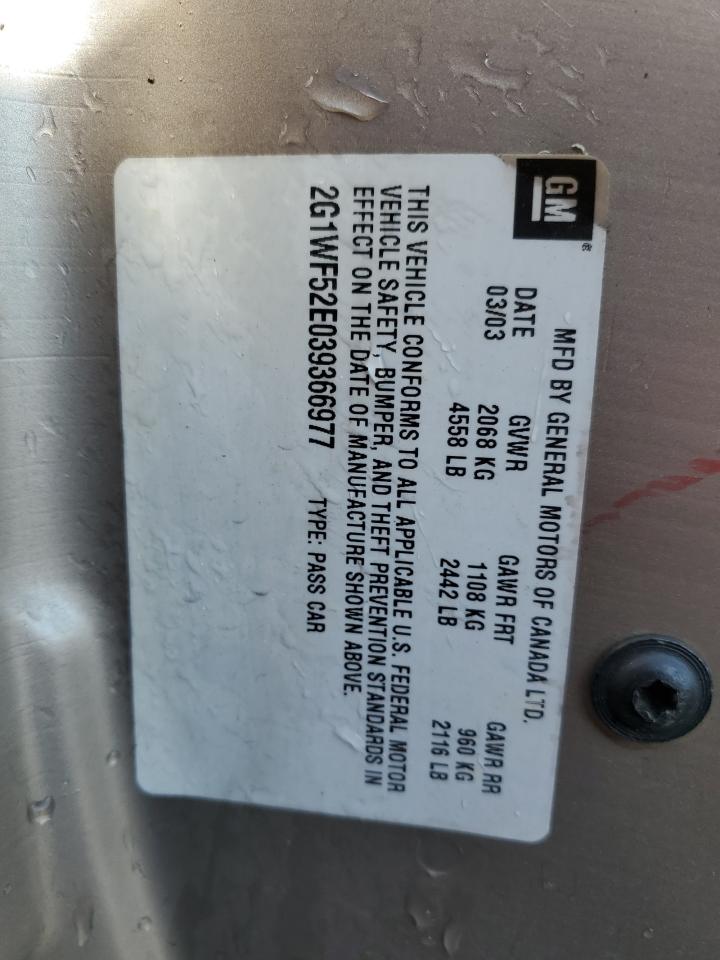 GM®
MFD BY GENERAL MOTORS OF CANADA LTD.
DATE GVWR GAWR FRT GAWR RR
03/03 2068 KG 1108 KG 960 KG
4558 LB 2442 LB 2116 LB
THIS VEHICLE CONFORMS TO ALL APPLICABLE U.S. FEDERAL MOTOR
VEHICLE SAFETY, BUMPER, AND THEFT PREVENTION STANDARDS IN
EFFECT ON THE DATE OF MANUFACTURE SHOWN ABOVE.
2G1WF52E039366977 TYPE: PASS CAR